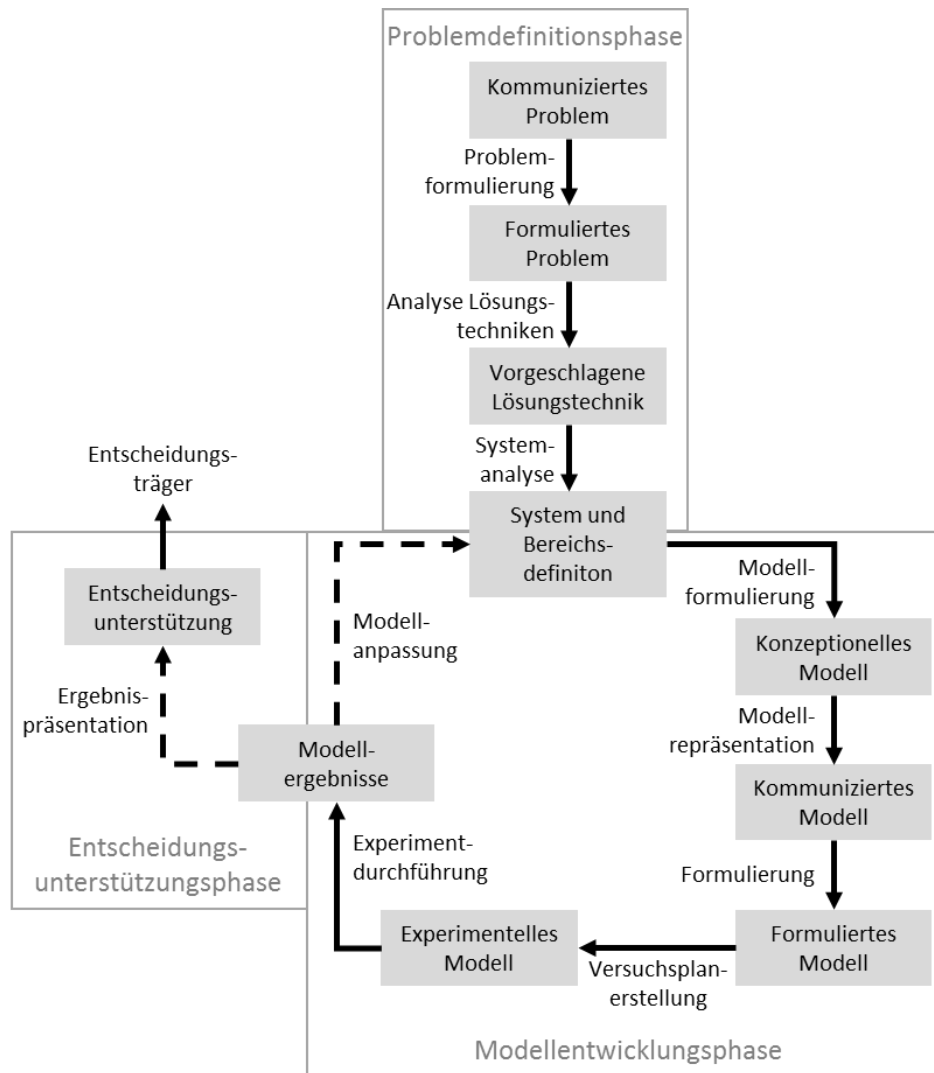 Problemdefinitionsphase
Kommuniziertes
Problem
Problem-
formulierung
Formuliertes
Problem
Analyse Lösungs-
techniken
Vorgeschlagene
Lösungstechnik
System-
analyse
System und
Bereichs-
definiton
Entscheidungs-
träger
Entscheidungs-
unterstützung
Ergebnis-
präsentation
Modell-
anpassung
Modell-
formulierung
Konzeptionelles
Modell
Modell-
repräsentation
Kommuniziertes
Modell
Formulierung
Formuliertes
Modell
Versuchsplan-
erstellung
Experimentelles
Modell
Experiment-
durchführung
Modell-
ergebnisse
Entscheidungs-
unterstützungsphase
Modellentwicklungsphase